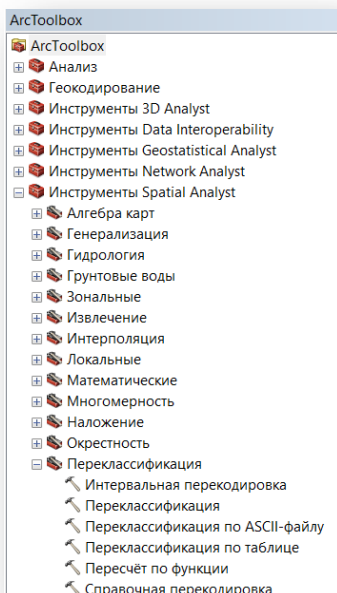 ArcToolbox
ArcToolbox
Анализ
Геокодирование
Инструменты 3D Analyst
Инструменты Data Interoperability
Инструменты Geostatistical Analyst
Инструменты Network Analyst
Инструменты Spatial Analyst
Алгебра карт
Генерализация
Гидрология
Грунтовые воды
Зональные
Извлечение
Интерполяция
Локальные
Математические
Многомерность
Наложение
Окрестность
Переклассификация
Интервальная перекодировка
Переклассификация
Переклассификация по ASCII-файлу
Переклассификация по таблице
Пересчёт по функции
Справочная перекодировка